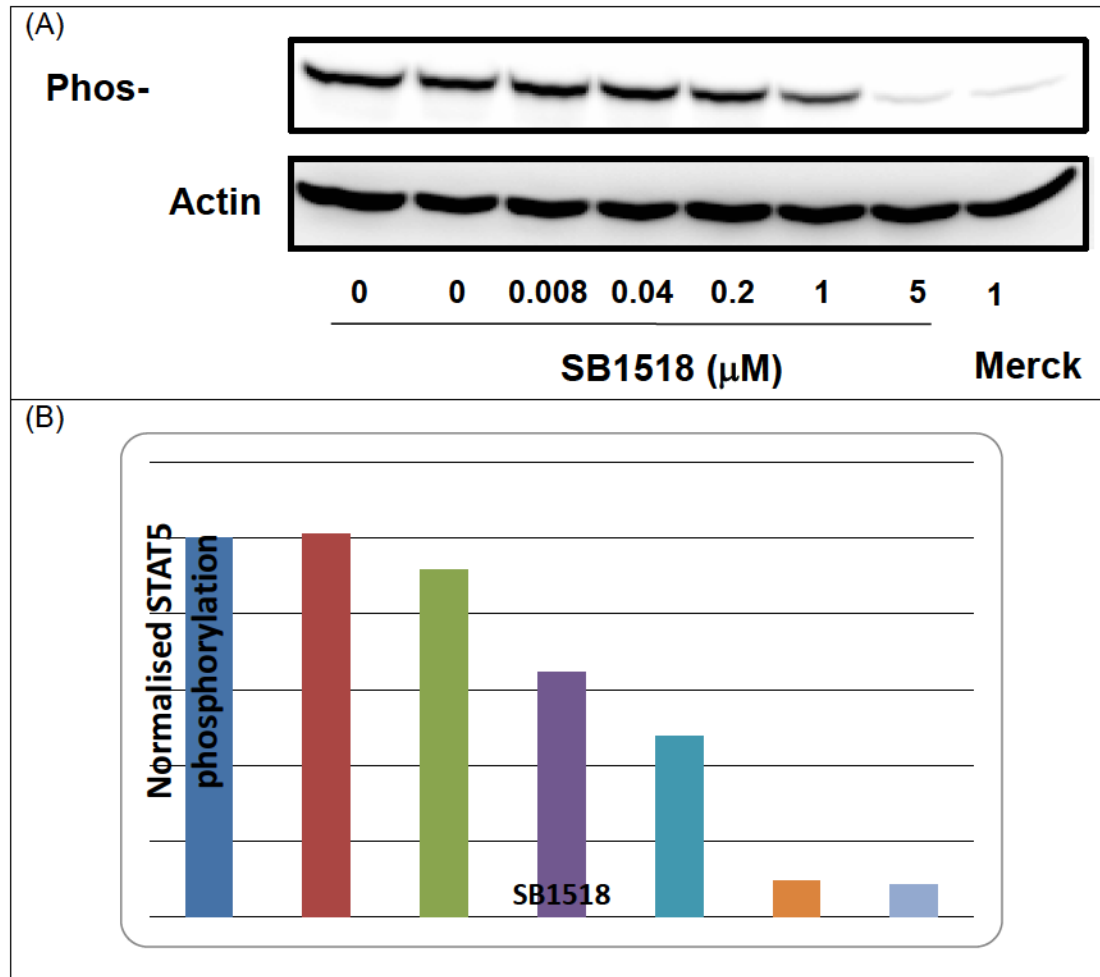 (A)
Phos-
Actin
0 0 0.008 0.04 0.2 1 5 1
SB1518 (μM) Merck
(B)
Normalised STAT5
phosphorylation
SB1518